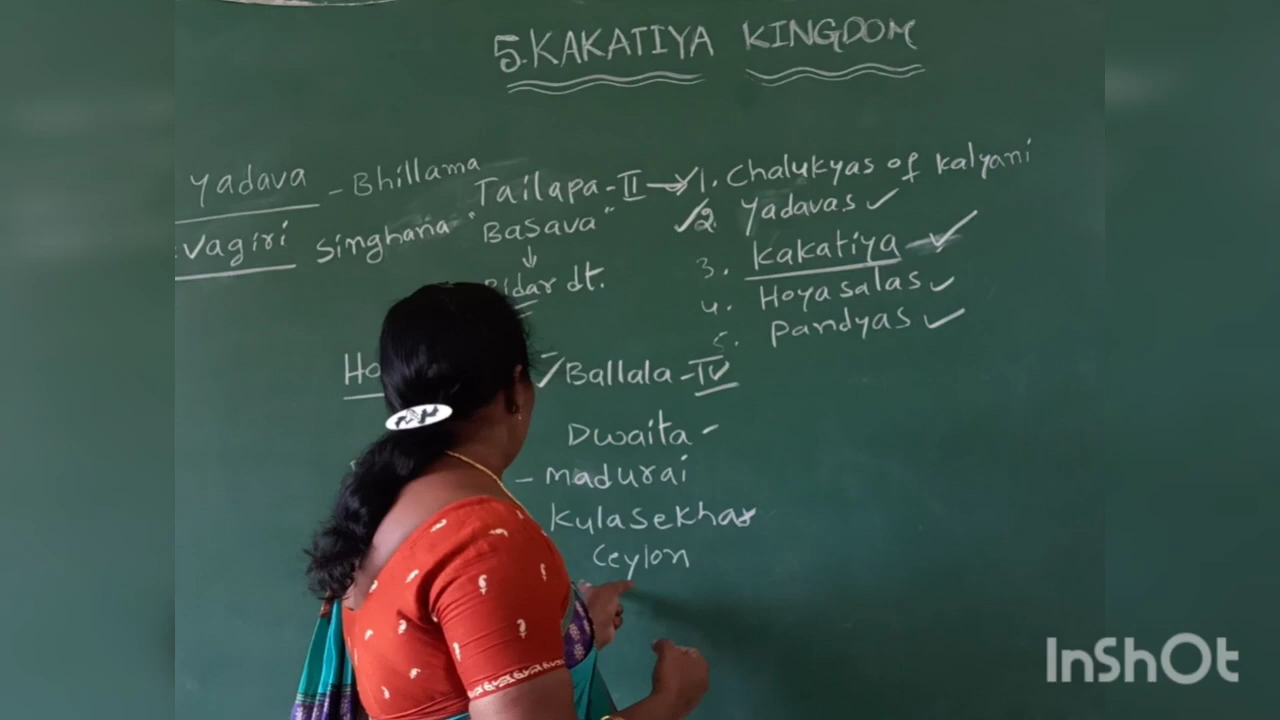 5. KAKATIYA KINGDOM
Yadava - Bhillama
Tailapa - II → 1. Chalukyas of Kalyani
vagiri Singhana "Basava" 2. Yadavas
↓ 3. Kakatiya
Bidar dt. 4. Hoyasalas
5. Pandyas
Ho Ballala - IV
Dwaita -
- Madurai
Kulasekhar
Ceylon
InShOt